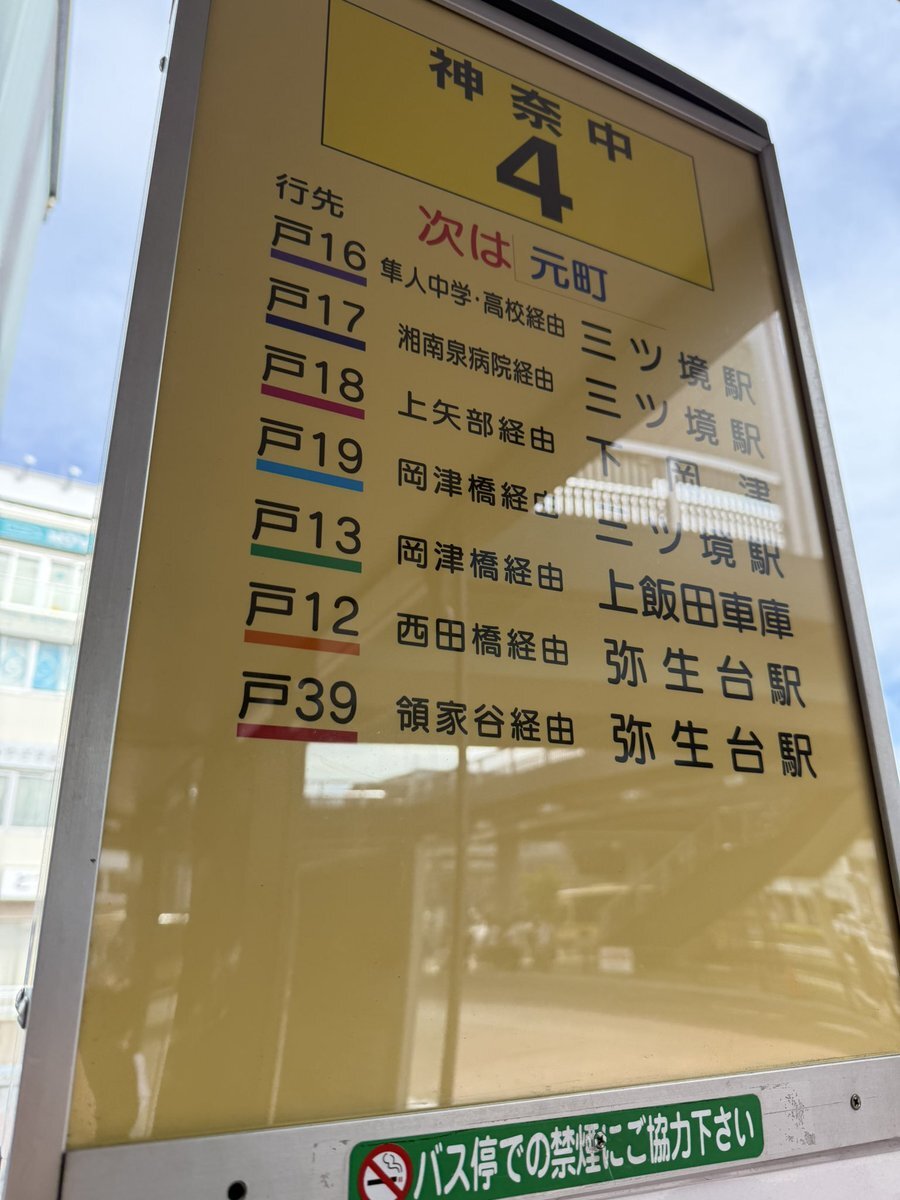 神奈中
4
行先
次は 元町
戸16 隼人中学・高校経由 三ツ境駅
戸17 湘南泉病院経由 三ツ境駅
戸18 上矢部経由 下岡津
戸19 岡津橋経由 三ツ境駅
戸13 岡津橋経由 上飯田車庫
戸12 西田橋経由 弥生台駅
戸39 領家谷経由 弥生台駅
バス停での禁煙にご協力下さい